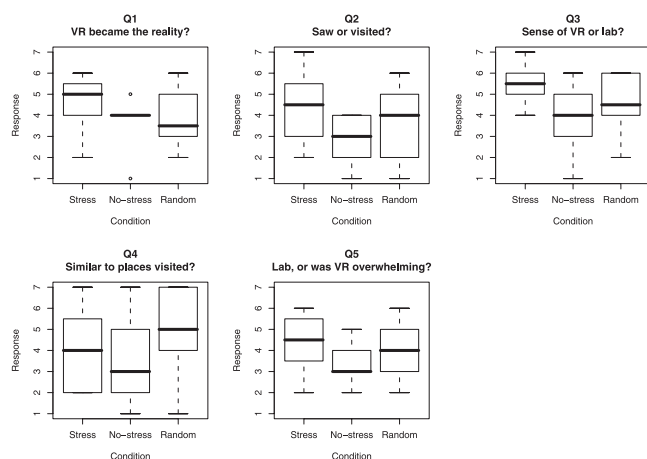 Q1
VR became the reality?
Response
7
6
5
4
3
2
1
Stress
No-stress
Random
Condition
Q2
Saw or visited?
Response
7
6
5
4
3
2
1
Stress
No-stress
Random
Condition
Q3
Sense of VR or lab?
Response
7
6
5
4
3
2
1
Stress
No-stress
Random
Condition
Q4
Similar to places visited?
Response
7
6
5
4
3
2
1
Stress
No-stress
Random
Condition
Q5
Lab, or was VR overwhelming?
Response
7
6
5
4
3
2
1
Stress
No-stress
Random
Condition